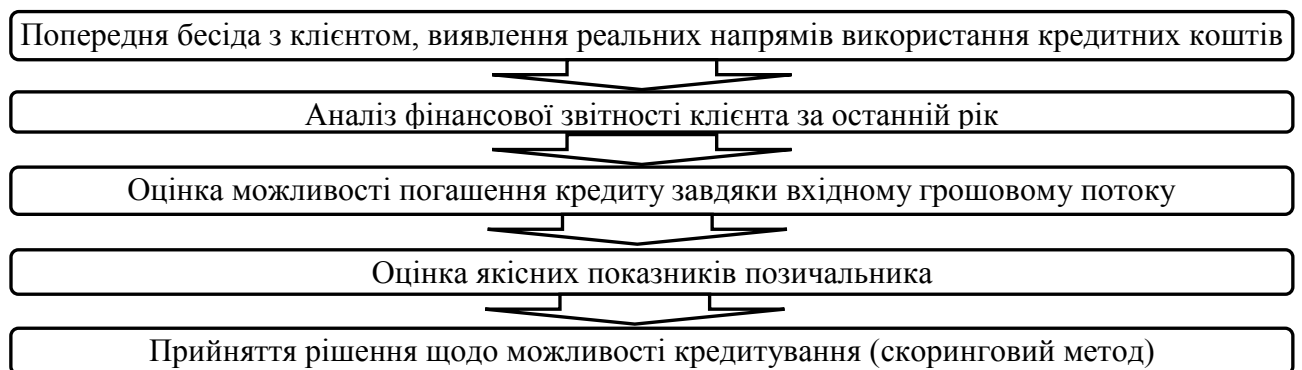 Попередня бесіда з клієнтом, виявлення реальних напрямів використання кредитних коштів
Аналіз фінансової звітності клієнта за останній рік
Оцінка можливості погашення кредиту завдяки вхідному грошовому потоку
Оцінка якісних показників позичальника
Прийняття рішення щодо можливості кредитування (скоринговий метод)